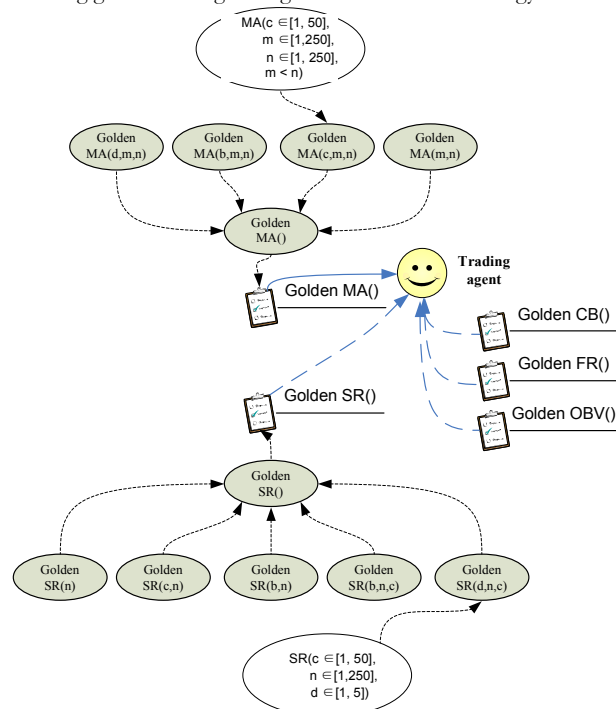 MA(c ∈[1, 50],
m ∈[1,250],
n ∈[1, 250],
m < n)
Golden
MA(d,m,n)
Golden
MA(b,m,n)
Golden
MA(c,m,n)
Golden
MA(m,n)
Golden
MA()
Trading
agent
Golden MA()
Golden CB()
Golden FR()
Golden SR()
Golden OBV()
Golden
SR()
Golden
SR(n)
Golden
SR(c,n)
Golden
SR(b,n)
Golden
SR(b,n,c)
Golden
SR(d,n,c)
SR(c ∈[1, 50],
n ∈[1,250],
d ∈[1, 5])